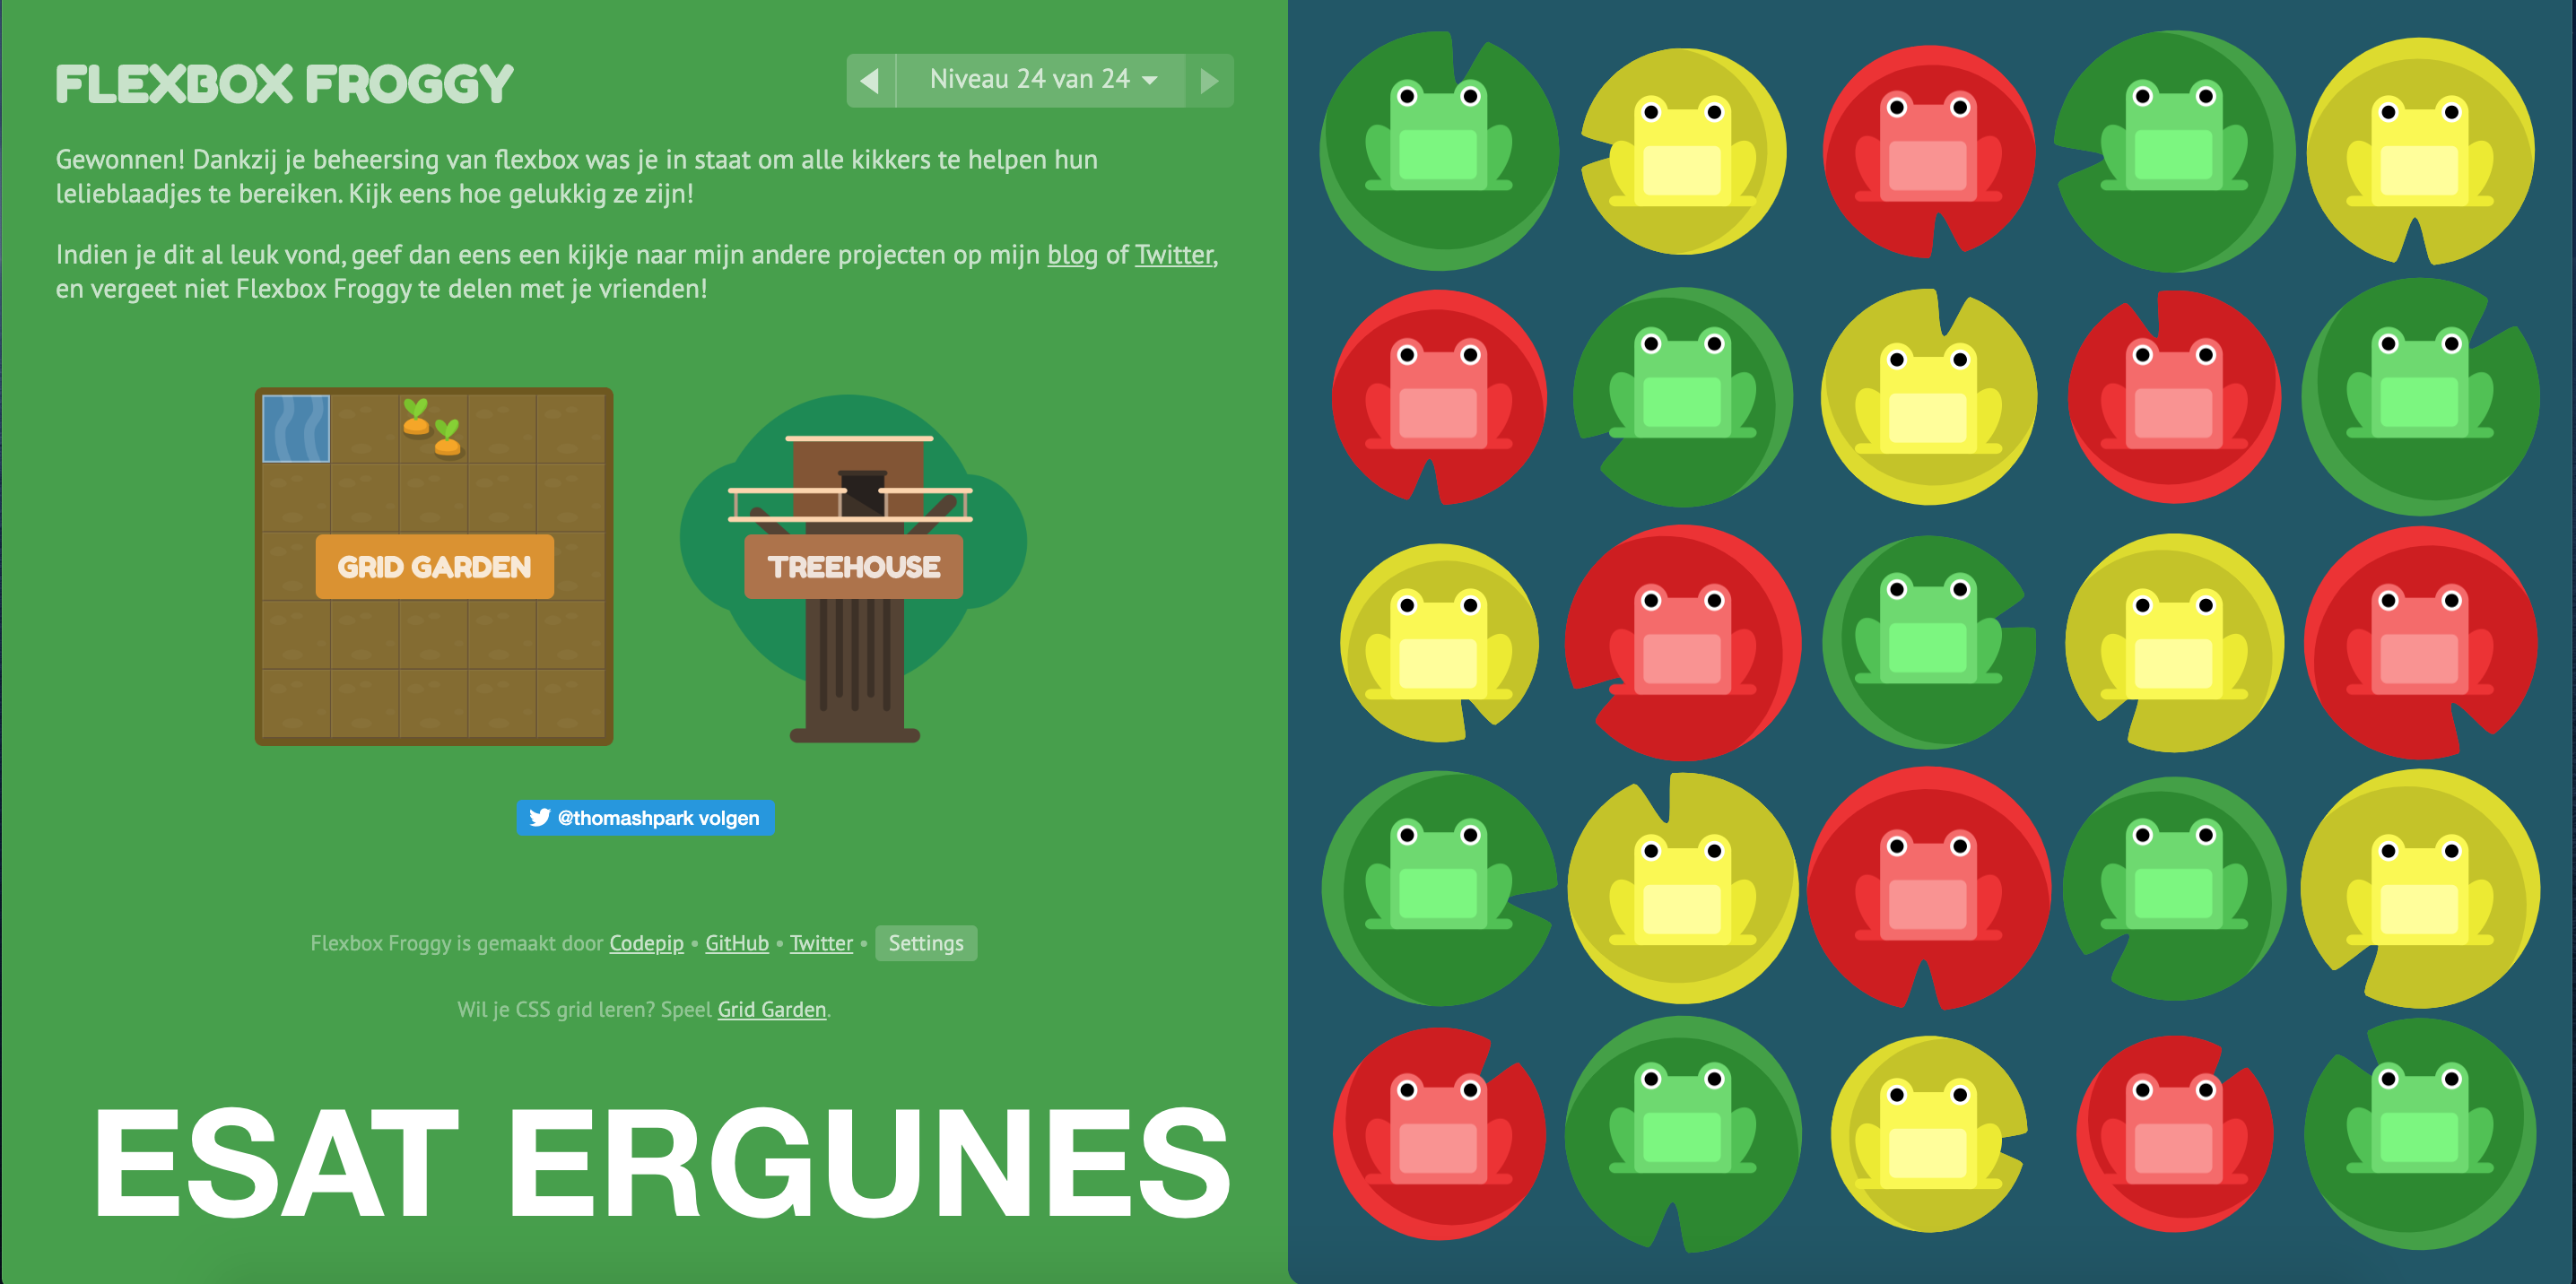 FLEXBOX FROGGY
Niveau 24 van 24
Gewonnen! Dankzij je beheersing van flexbox was je in staat om alle kikkers te helpen hun
lelieblaadjes te bereiken. Kijk eens hoe gelukkig ze zijn!
Indien je dit al leuk vond, geef dan eens een kijkje naar mijn andere projecten op mijn blog of Twitter,
en vergeet niet Flexbox Froggy te delen met je vrienden!
GRID GARDEN
TREEHOUSE
@thomashpark volgen
Flexbox Froggy is gemaakt door Codepip • GitHub • Twitter • Settings
Wil je CSS grid leren? Speel Grid Garden.
ESAT ERGUNES